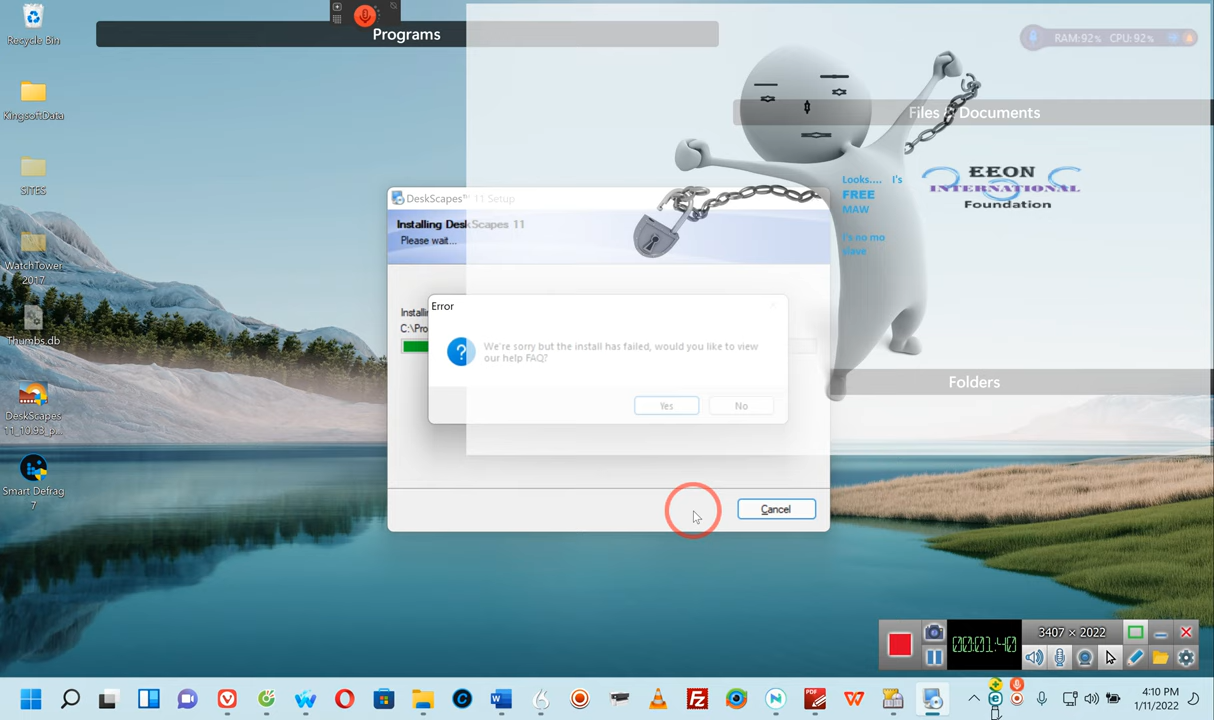 Recycle Bin
Programs
RAM:92% CPU:92%
KingsoftData
Files & Documents
Looks.... I's
FREE
MAW
I's no mo
slave
EEON
INTERNATIONAL
Foundation
SITES
DeskScapes™ 11 Setup
Installing DeskScapes 11
Please wait...
WatchTower
2017...
Error
C:\Pro
We're sorry but the install has failed, would you like to view
our help FAQ?
Thumbs.db
Folders
Yes
No
DeskScapes
11_10.93_p...
Smart Defrag
7
Cancel
3407 × 2022
00:01:40
4:10 PM
1/11/2022